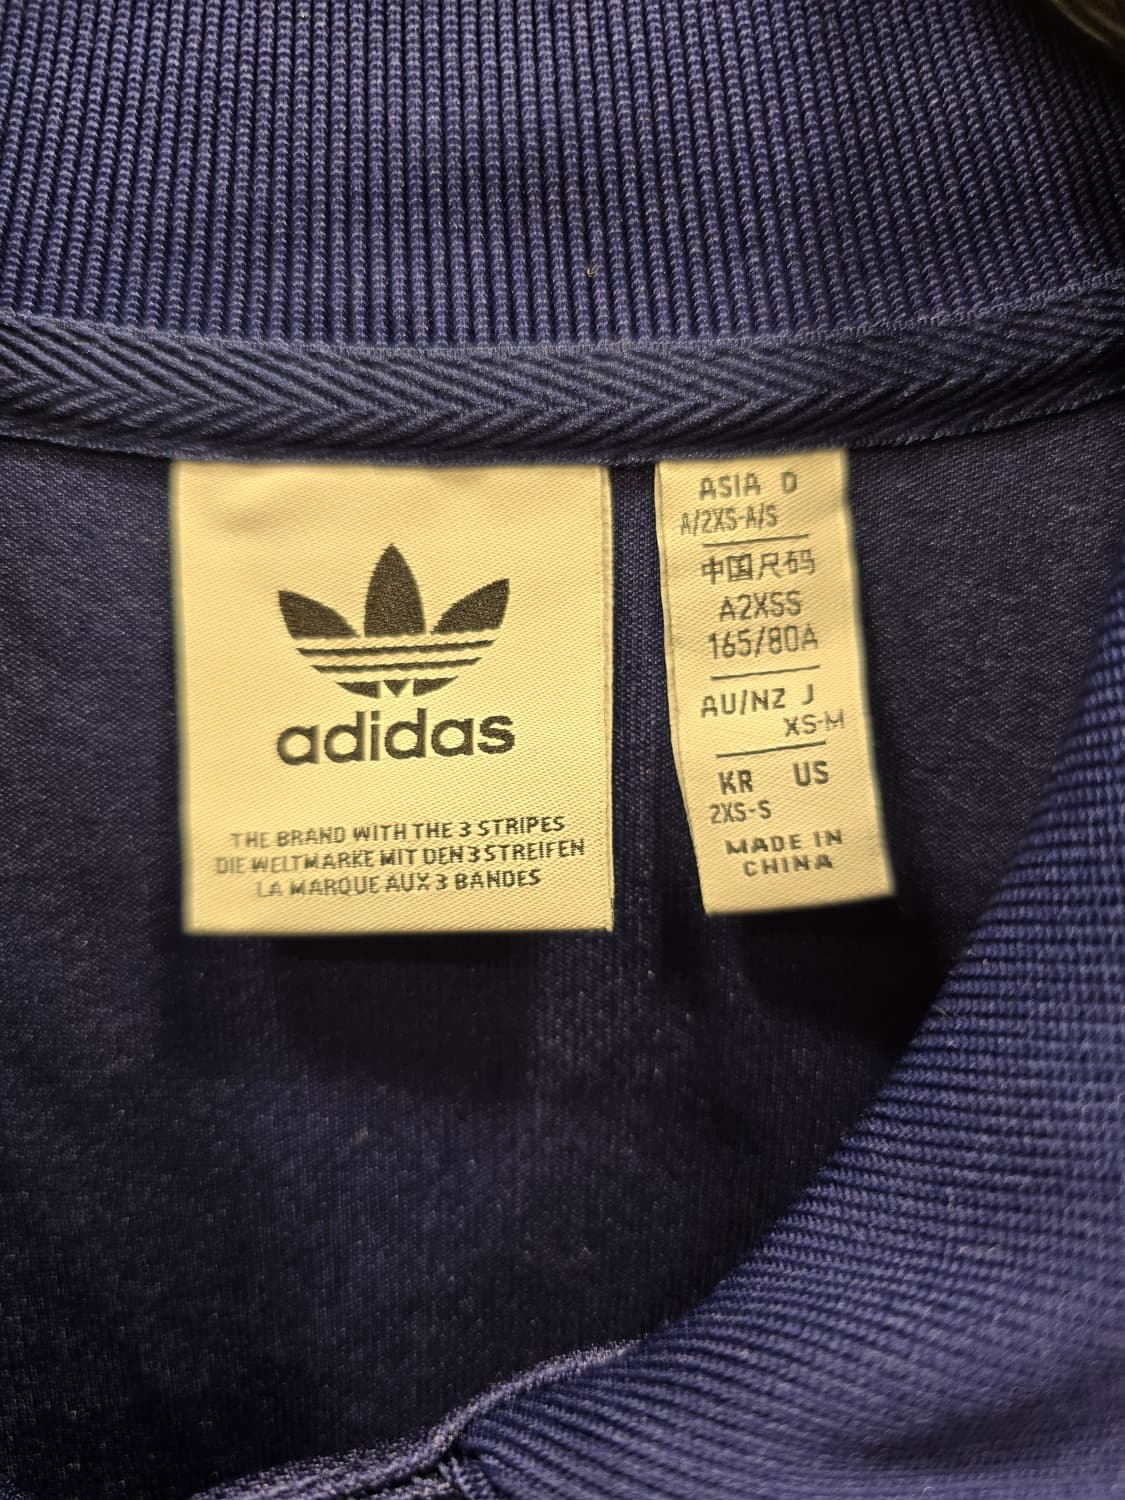 adidas
THE BRAND WITH THE 3 STRIPES
DIE WELTMARKE MIT DEN 3 STREIFEN
LA MARQUE AUX 3 BANDES
ASIA D
A/2XS-A/S
中国尺码
A2XSS
165/80A
AU/NZ J
XS-M
KR US
2XS-S
MADE IN
CHINA